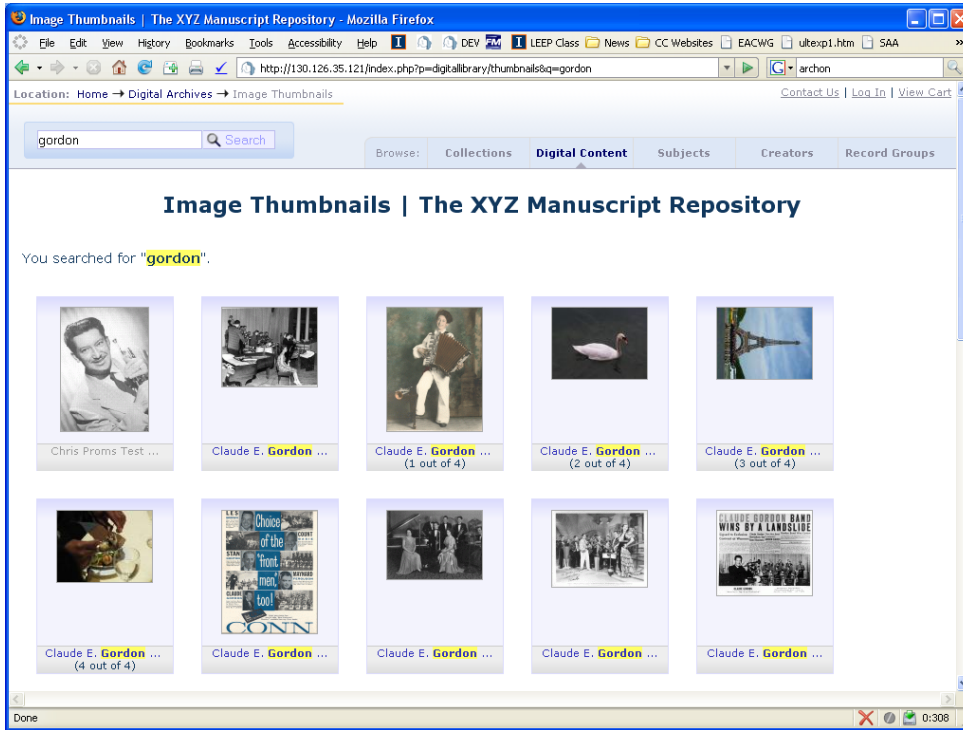 Image Thumbnails | The XYZ Manuscript Repository - Mozilla Firefox
File Edit View History Bookmarks Tools Accessibility Help DEV FM LEEP Class News CC Websites EACWG ultexp1.htm SAA »
http://130.126.35.121/index.php?p=digitallibrary/thumbnails&q=gordon G archon
Location: Home → Digital Archives → Image Thumbnails Contact Us | Log In | View Cart
gordon Search
Browse: Collections Digital Content Subjects Creators Record Groups
Image Thumbnails | The XYZ Manuscript Repository
You searched for "gordon".
Chris Proms Test ... Claude E. Gordon ... Claude E. Gordon ... Claude E. Gordon ... Claude E. Gordon ...
(1 out of 4) (2 out of 4) (3 out of 4)
Choice
of the
'front
men,'
too!
CONN
CLAUDE GORDON BAND
WINS BY A LANDSLIDE
Claude E. Gordon ... Claude E. Gordon ... Claude E. Gordon ... Claude E. Gordon ... Claude E. Gordon ...
(4 out of 4)
Done 0:308